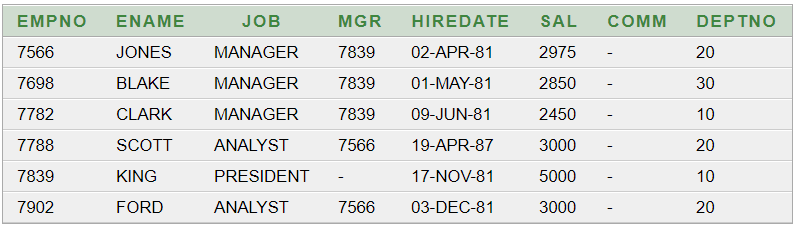 EMPNO ENAME JOB MGR HIREDATE SAL COMM DEPTNO
7566 JONES MANAGER 7839 02-APR-81 2975 - 20
7698 BLAKE MANAGER 7839 01-MAY-81 2850 - 30
7782 CLARK MANAGER 7839 09-JUN-81 2450 - 10
7788 SCOTT ANALYST 7566 19-APR-87 3000 - 20
7839 KING PRESIDENT - 17-NOV-81 5000 - 10
7902 FORD ANALYST 7566 03-DEC-81 3000 - 20